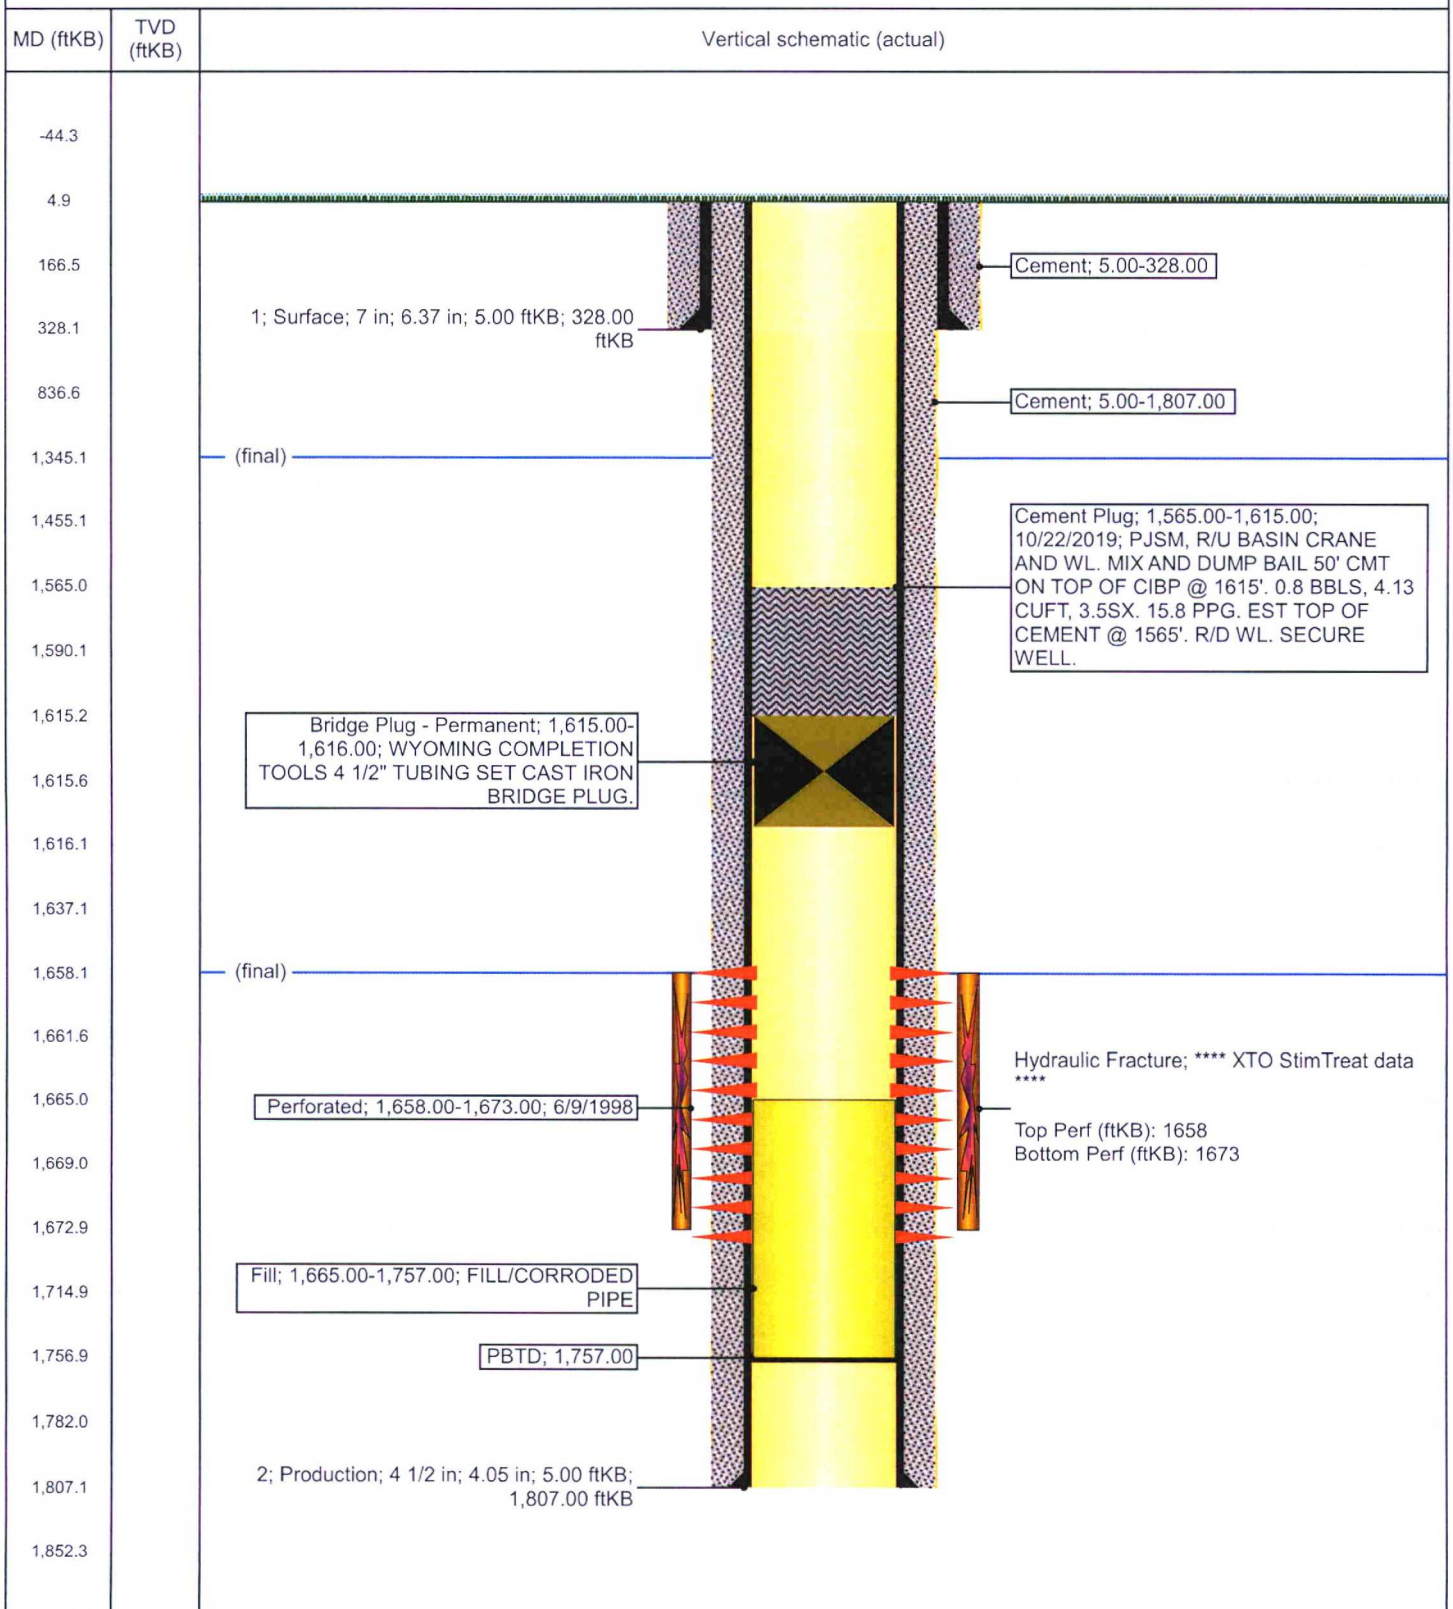 MD (ftKB)
TVD
(ftKB)
Vertical schematic (actual)
-44.3
4.9
166.5
Cement; 5.00-328.00
1; Surface; 7 in; 6.37 in; 5.00 ftKB; 328.00
ftKB
328.1
836.6
Cement; 5.00-1,807.00
1,345.1
(final)
1,455.1
Cement Plug; 1,565.00-1,615.00;
10/22/2019; PJSM, R/U BASIN CRANE
AND WL. MIX AND DUMP BAIL 50' CMT
ON TOP OF CIBP @ 1615'. 0.8 BBLS, 4.13
CUFT, 3.5SX. 15.8 PPG. EST TOP OF
CEMENT @ 1565'. R/D WL. SECURE
WELL.
1,565.0
1,590.1
1,615.2
Bridge Plug - Permanent; 1,615.00-
1,616.00; WYOMING COMPLETION
TOOLS 4 1/2" TUBING SET CAST IRON
BRIDGE PLUG.
1,615.6
1,616.1
1,637.1
1,658.1
(final)
1,661.6
Hydraulic Fracture; **** XTO StimTreat data
****
Top Perf (ftKB): 1658
Bottom Perf (ftKB): 1673
1,665.0
Perforated; 1,658.00-1,673.00; 6/9/1998
1,669.0
1,672.9
Fill; 1,665.00-1,757.00; FILL/CORRODED
PIPE
1,714.9
1,756.9
PBTD; 1,757.00
1,782.0
2; Production; 4 1/2 in; 4.05 in; 5.00 ftKB;
1,807.00 ftKB
1,807.1
1,852.3